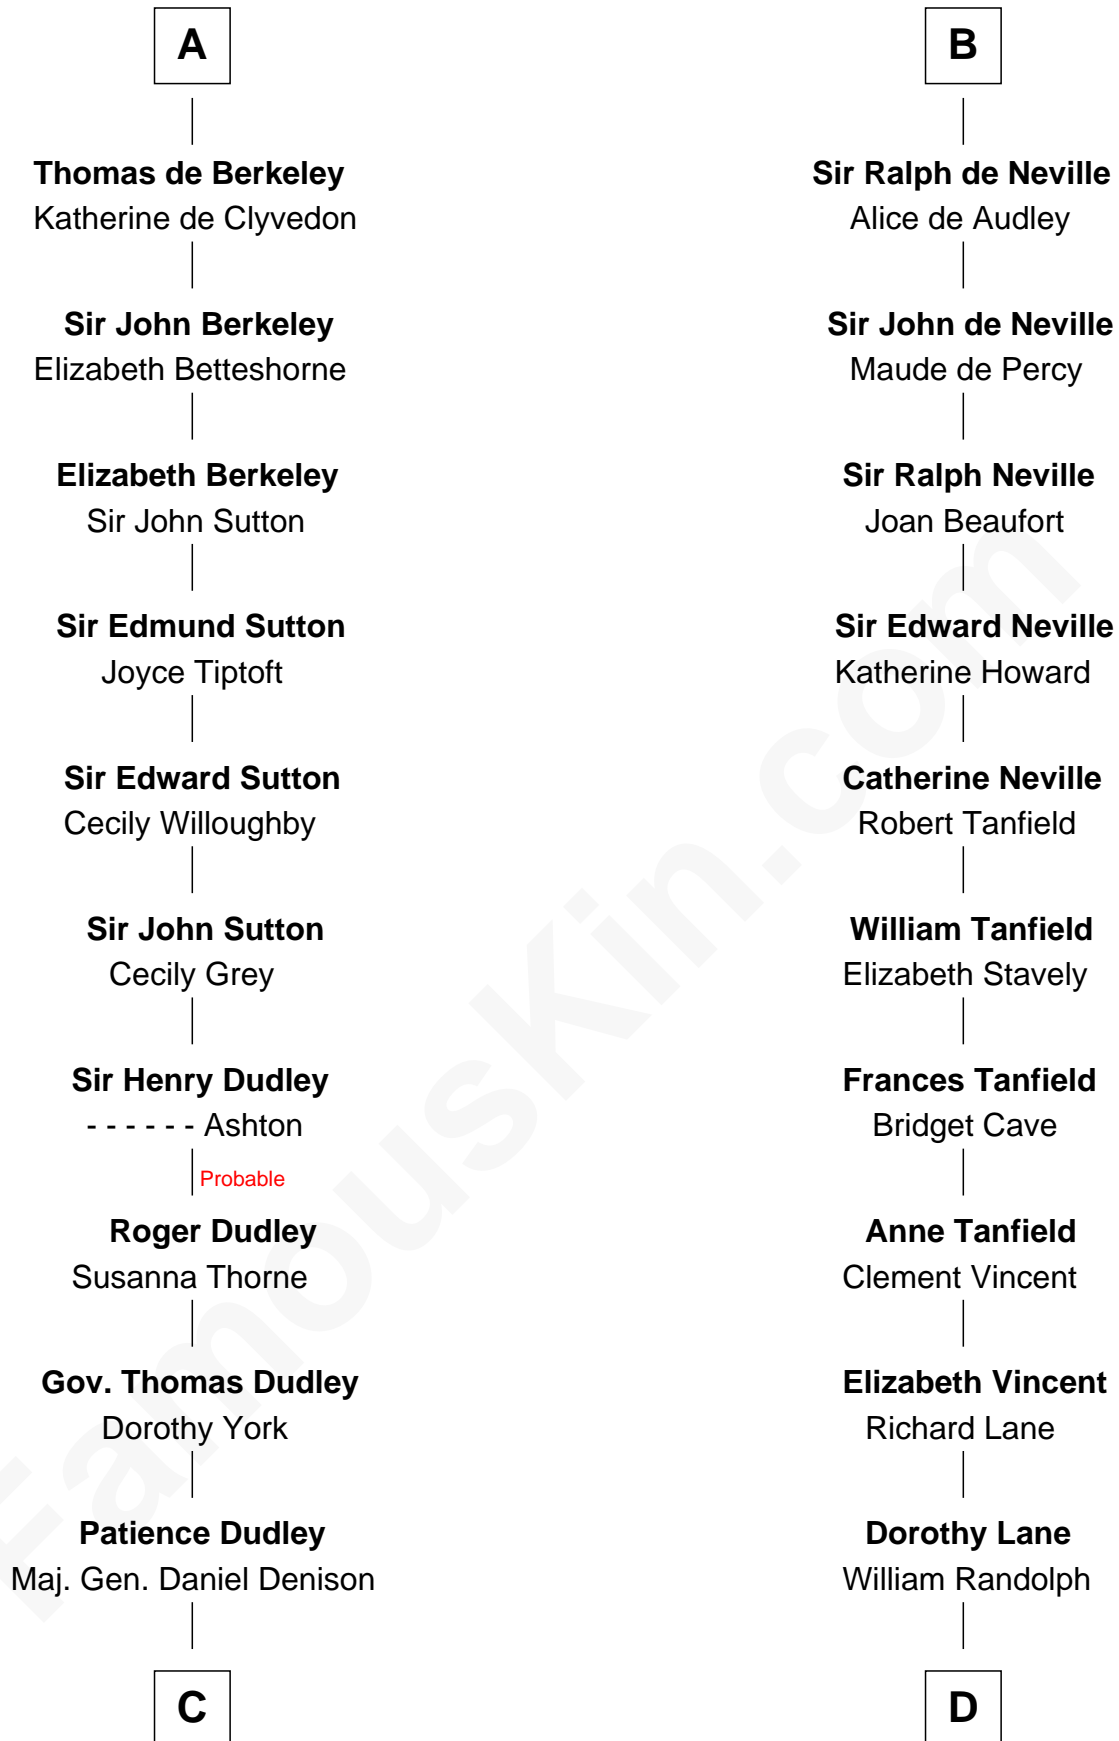 A
Thomas de Berkeley
Katherine de Clyvedon
Sir John Berkeley
Elizabeth Betteshorne
Elizabeth Berkeley
Sir John Sutton
Sir Edmund Sutton
Joyce Tiptoft
Sir Edward Sutton
Cecily Willoughby
Sir John Sutton
Cecily Grey
Sir Henry Dudley
- - - - - - Ashton
Probable
Roger Dudley
Susanna Thorne
Gov. Thomas Dudley
Dorothy York
Patience Dudley
Maj. Gen. Daniel Denison
C
B
Sir Ralph de Neville
Alice de Audley
Sir John de Neville
Maude de Percy
Sir Ralph Neville
Joan Beaufort
Sir Edward Neville
Katherine Howard
Catherine Neville
Robert Tanfield
William Tanfield
Elizabeth Stavely
Frances Tanfield
Bridget Cave
Anne Tanfield
Clement Vincent
Elizabeth Vincent
Richard Lane
Dorothy Lane
William Randolph
D
FamousKin.com